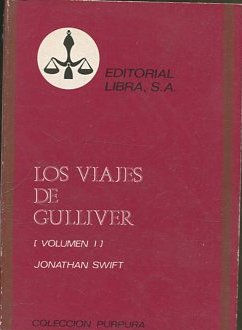 EDITORIAL
LIBRA, S.A.
LOS VIAJES
DE
GULLIVER
[ VOLUMEN I ]
JONATHAN SWIFT
COLECCION PURPURA